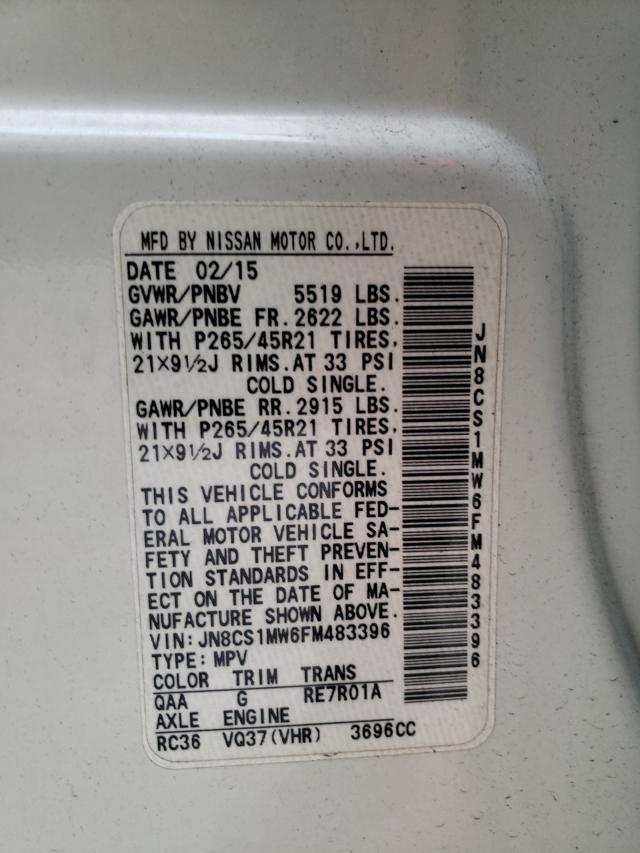 MFD BY NISSAN MOTOR CO.,LTD.
DATE 02/15
GVWR/PNBV 5519 LBS.
GAWR/PNBE FR.2622 LBS.
WITH P265/45R21 TIRES,
21×9½J RIMS.AT 33 PSI
COLD SINGLE.
GAWR/PNBE RR.2915 LBS.
WITH P265/45R21 TIRES,
21×9½J RIMS.AT 33 PSI
COLD SINGLE.
THIS VEHICLE CONFORMS
TO ALL APPLICABLE FED-
ERAL MOTOR VEHICLE SA-
FETY AND THEFT PREVEN-
TION STANDARDS IN EFF-
ECT ON THE DATE OF MA-
NUFACTURE SHOWN ABOVE.
VIN:JN8CS1MW6FM483396
TYPE:MPV
COLOR TRIM TRANS
QAA G RE7R01A
AXLE ENGINE
RC36 VQ37(VHR) 3696CC
JN8CS1MW6FM483396